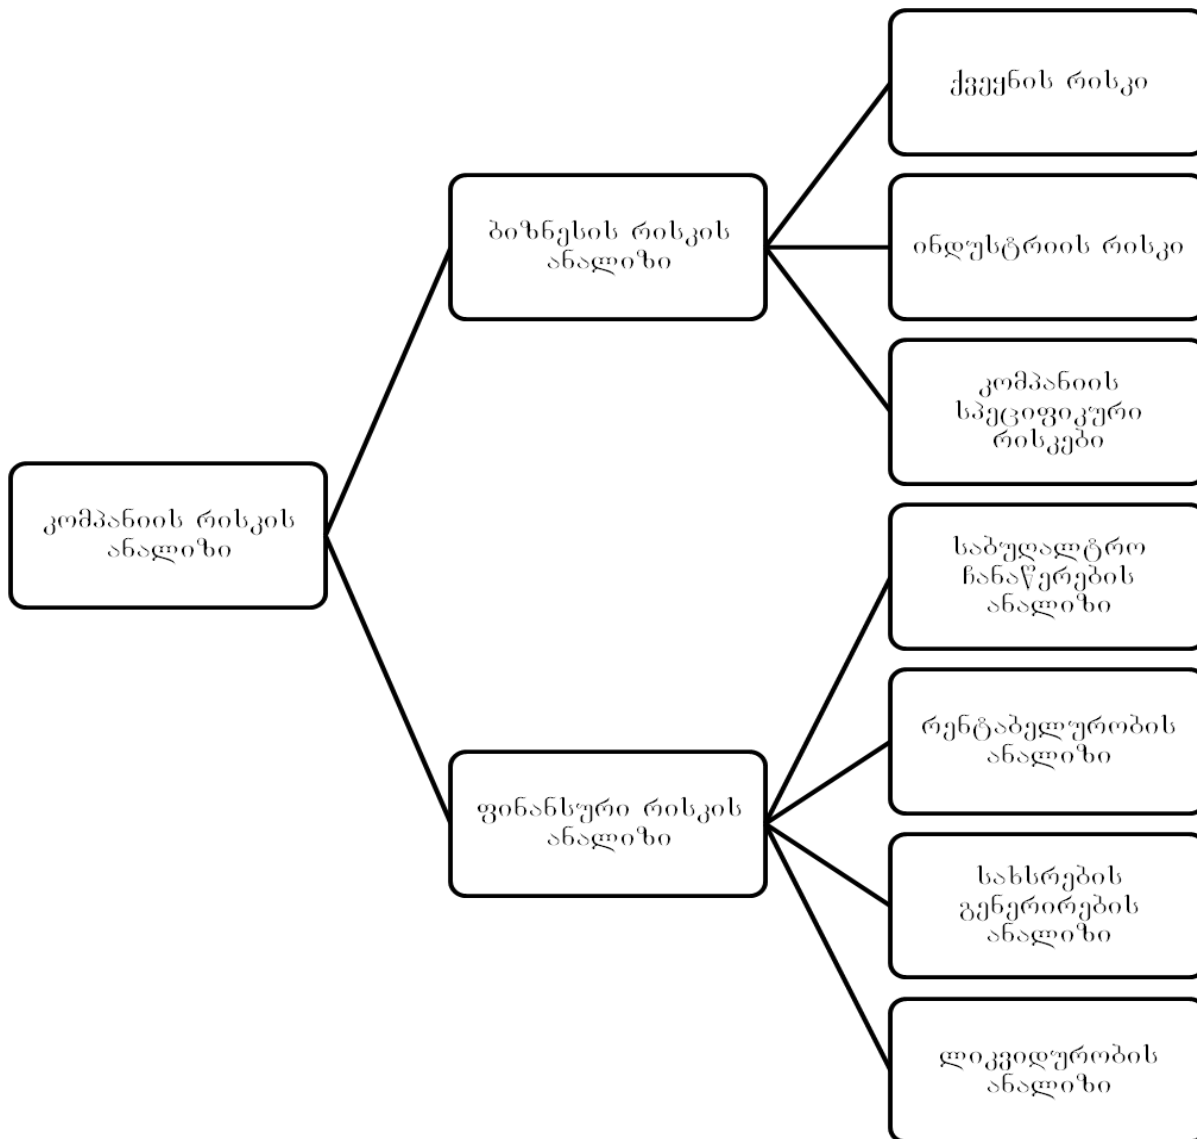 ქვეყნის რისკი
ბიზნესის რისკის
ანალიზი
ინდუსტრიის რისკი
კომპანიის
სპეციფიკური
რისკები
კომპანიის რისკის
ანალიზი
საბუღალტრო
ჩანაწერების
ანალიზი
რენტაბელურობის
ანალიზი
ფინანსური რისკის
ანალიზი
სახსრების
გენერირების
ანალიზი
ლიკვიდურობის
ანალიზი